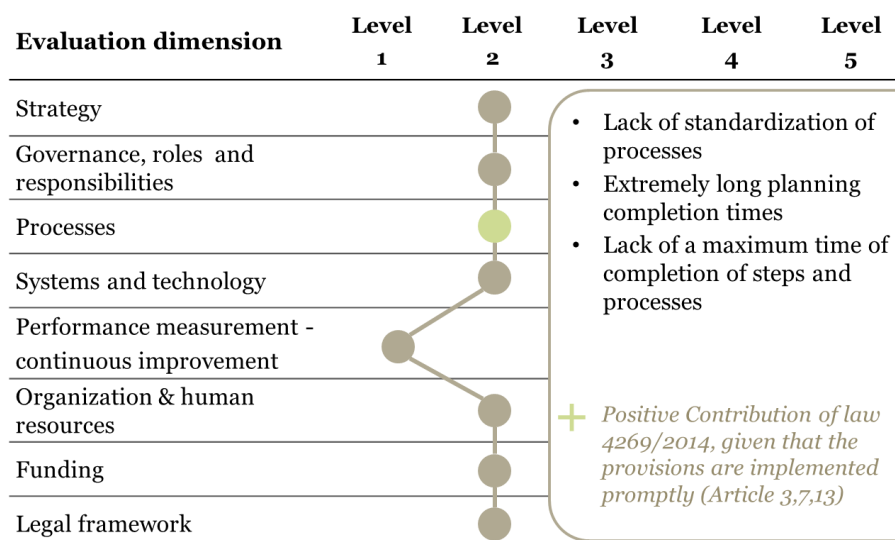 Evaluation dimension
Level 1
Level 2
Level 3
Level 4
Level 5
Strategy
Governance, roles and
responsibilities
Processes
Systems and technology
Performance measurement -
continuous improvement
Organization & human
resources
Funding
Legal framework
• Lack of standardization of
processes
• Extremely long planning
completion times
• Lack of a maximum time of
completion of steps and
processes
+ Positive Contribution of law
4269/2014, given that the
provisions are implemented
promptly (Article 3,7,13)